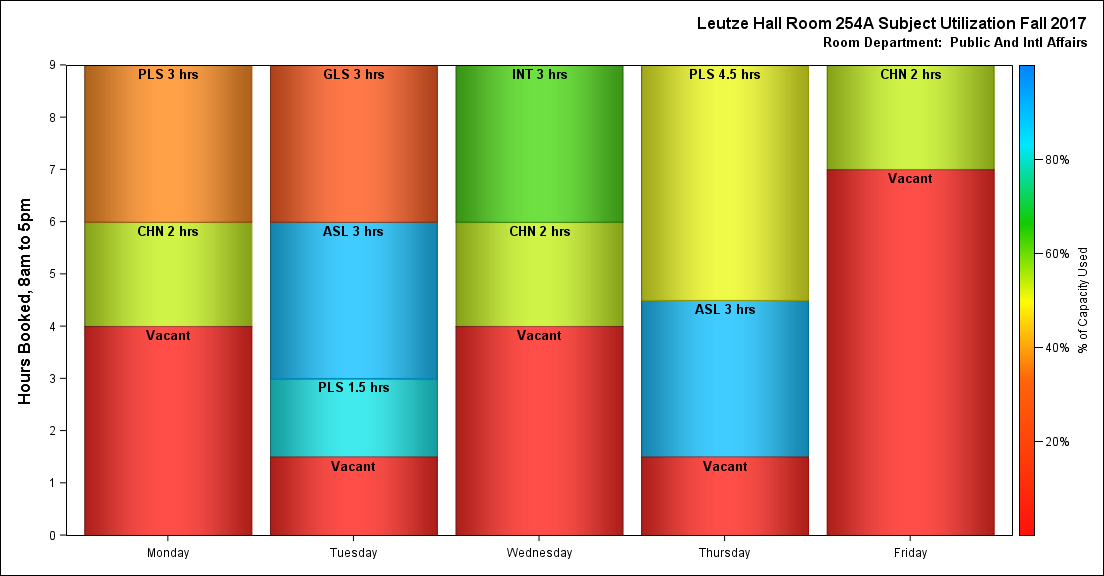 Leutze Hall Room 254A Subject Utilization Fall 2017
Room Department: Public And Intl Affairs
Hours Booked, 8am to 5pm
9
8
7
6
5
4
3
2
1
0
PLS 3 hrs
CHN 2 hrs
Vacant
GLS 3 hrs
ASL 3 hrs
PLS 1.5 hrs
Vacant
INT 3 hrs
CHN 2 hrs
Vacant
PLS 4.5 hrs
ASL 3 hrs
Vacant
CHN 2 hrs
Vacant
Monday
Tuesday
Wednesday
Thursday
Friday
80%
60%
40%
20%
% of Capacity Used